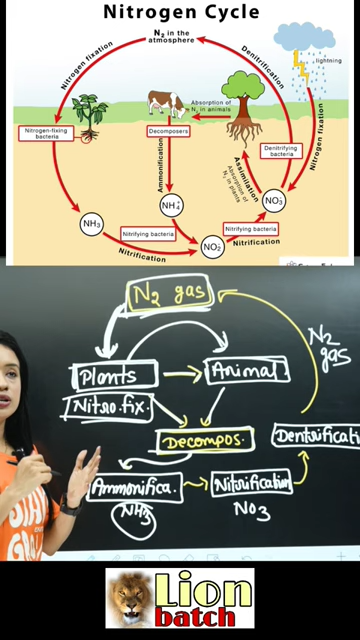 Nitrogen Cycle
N2 in the
atmosphere
Nitrogen fixation
Denitrification
lightning
Nitrogen fixation
Absorption of
N2 in animals
Nitrogen-fixing
bacteria
Decomposers
Ammonification
Denitrifying
bacteria
Assimilation
Absorption of
N2 in plants
NH4+
NO3-
NH3
Nitrifying bacteria
Nitrifying bacteria
NO2-
Nitrification
Nitrification
N2 gas
N2
gas
Plants
Animal
Nitro.fix.
Decompos.
Dentrificati
Ammonifica.
Nitrification
NH3
NO3
Lion
batch